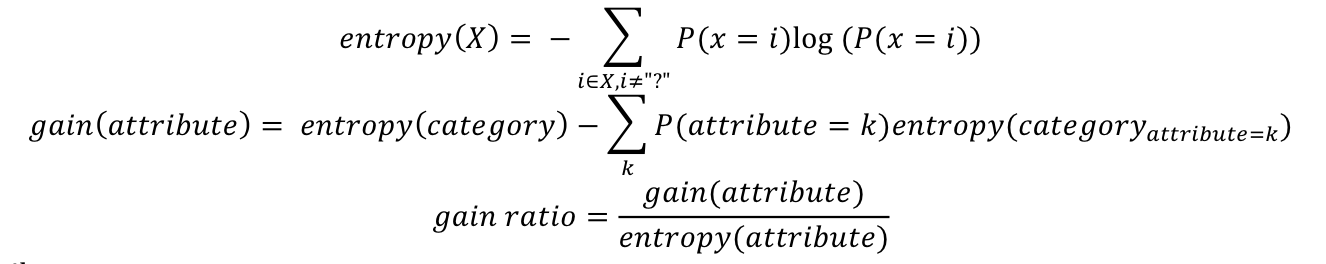 entropy(X) = − ∑_{i∈X,i≠"?"} P(x = i)log (P(x = i))
gain(attribute) = entropy(category) − ∑_k P(attribute = k)entropy(category_{attribute=k})
gain ratio = gain(attribute) / entropy(attribute)